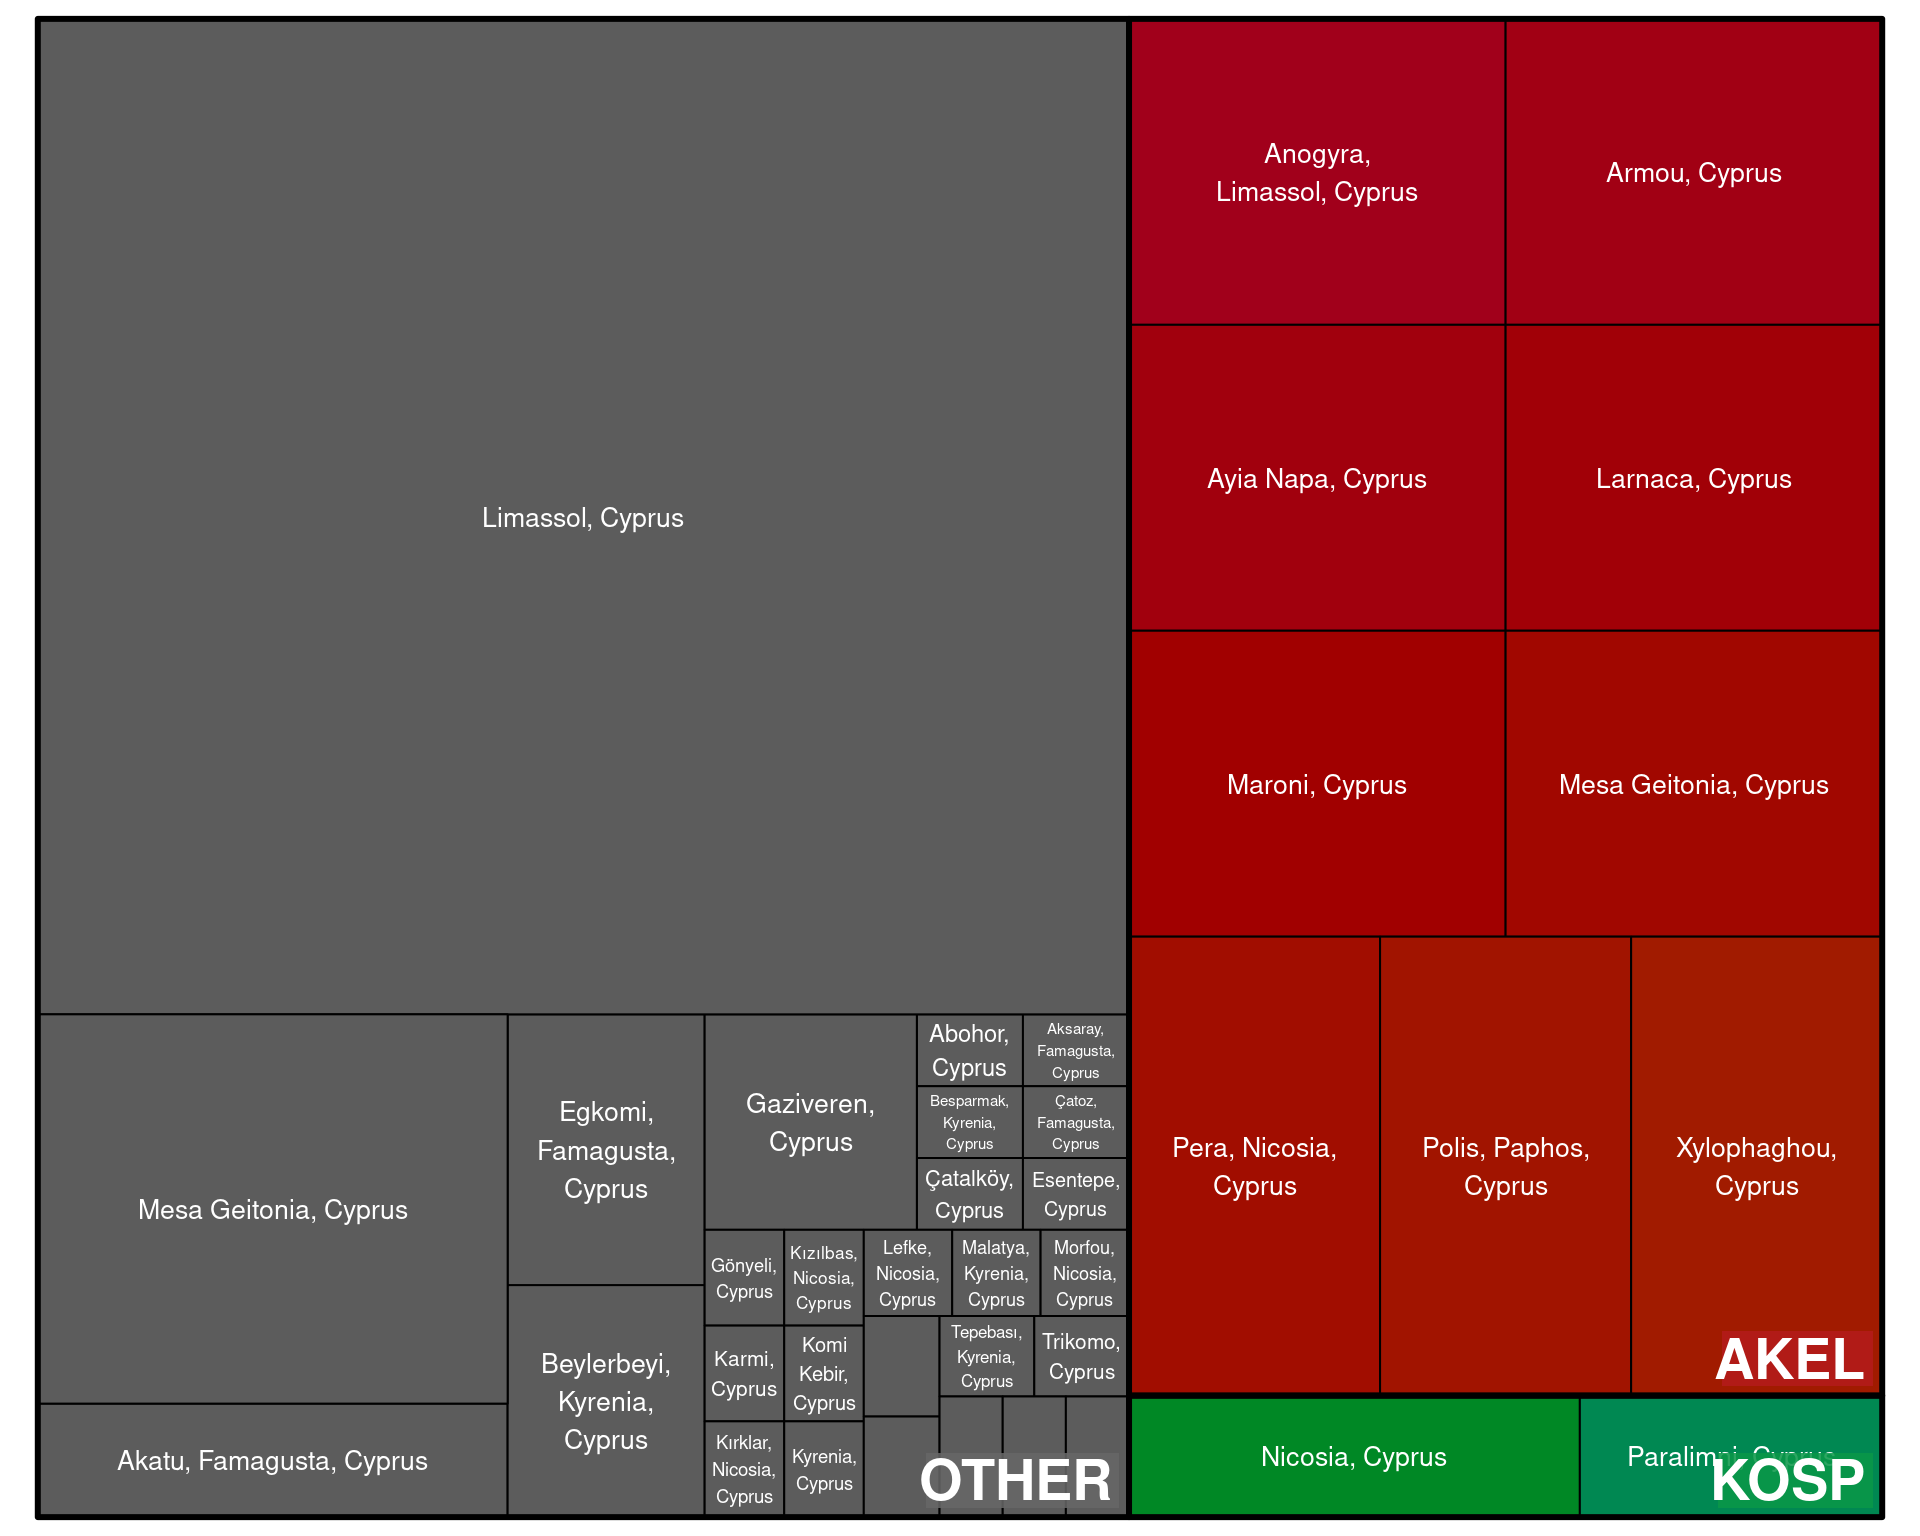 Limassol, Cyprus
Mesa Geitonia, Cyprus
Akatu, Famagusta, Cyprus
Egkomi,
Famagusta,
Cyprus
Beylerbeyi,
Kyrenia,
Cyprus
Gaziveren,
Cyprus
Abohor,
Cyprus
Aksaray,
Famagusta,
Cyprus
Besparmak,
Kyrenia,
Cyprus
Çatoz,
Famagusta,
Cyprus
Çatalköy,
Cyprus
Esentepe,
Cyprus
Gönyeli,
Cyprus
Kızılbas,
Nicosia,
Cyprus
Karmi,
Cyprus
Komi
Kebir,
Cyprus
Kırklar,
Nicosia,
Cyprus
Kyrenia,
Cyprus
Lefke,
Nicosia,
Cyprus
Malatya,
Kyrenia,
Cyprus
Morfou,
Nicosia,
Cyprus
Tepebası,
Kyrenia,
Cyprus
Trikomo,
Cyprus
OTHER
Anogyra,
Limassol, Cyprus
Armou, Cyprus
Ayia Napa, Cyprus
Larnaca, Cyprus
Maroni, Cyprus
Mesa Geitonia, Cyprus
Pera, Nicosia,
Cyprus
Polis, Paphos,
Cyprus
Xylophaghou,
Cyprus
AKEL
Nicosia, Cyprus
Paralimni, Cyprus
KOSP